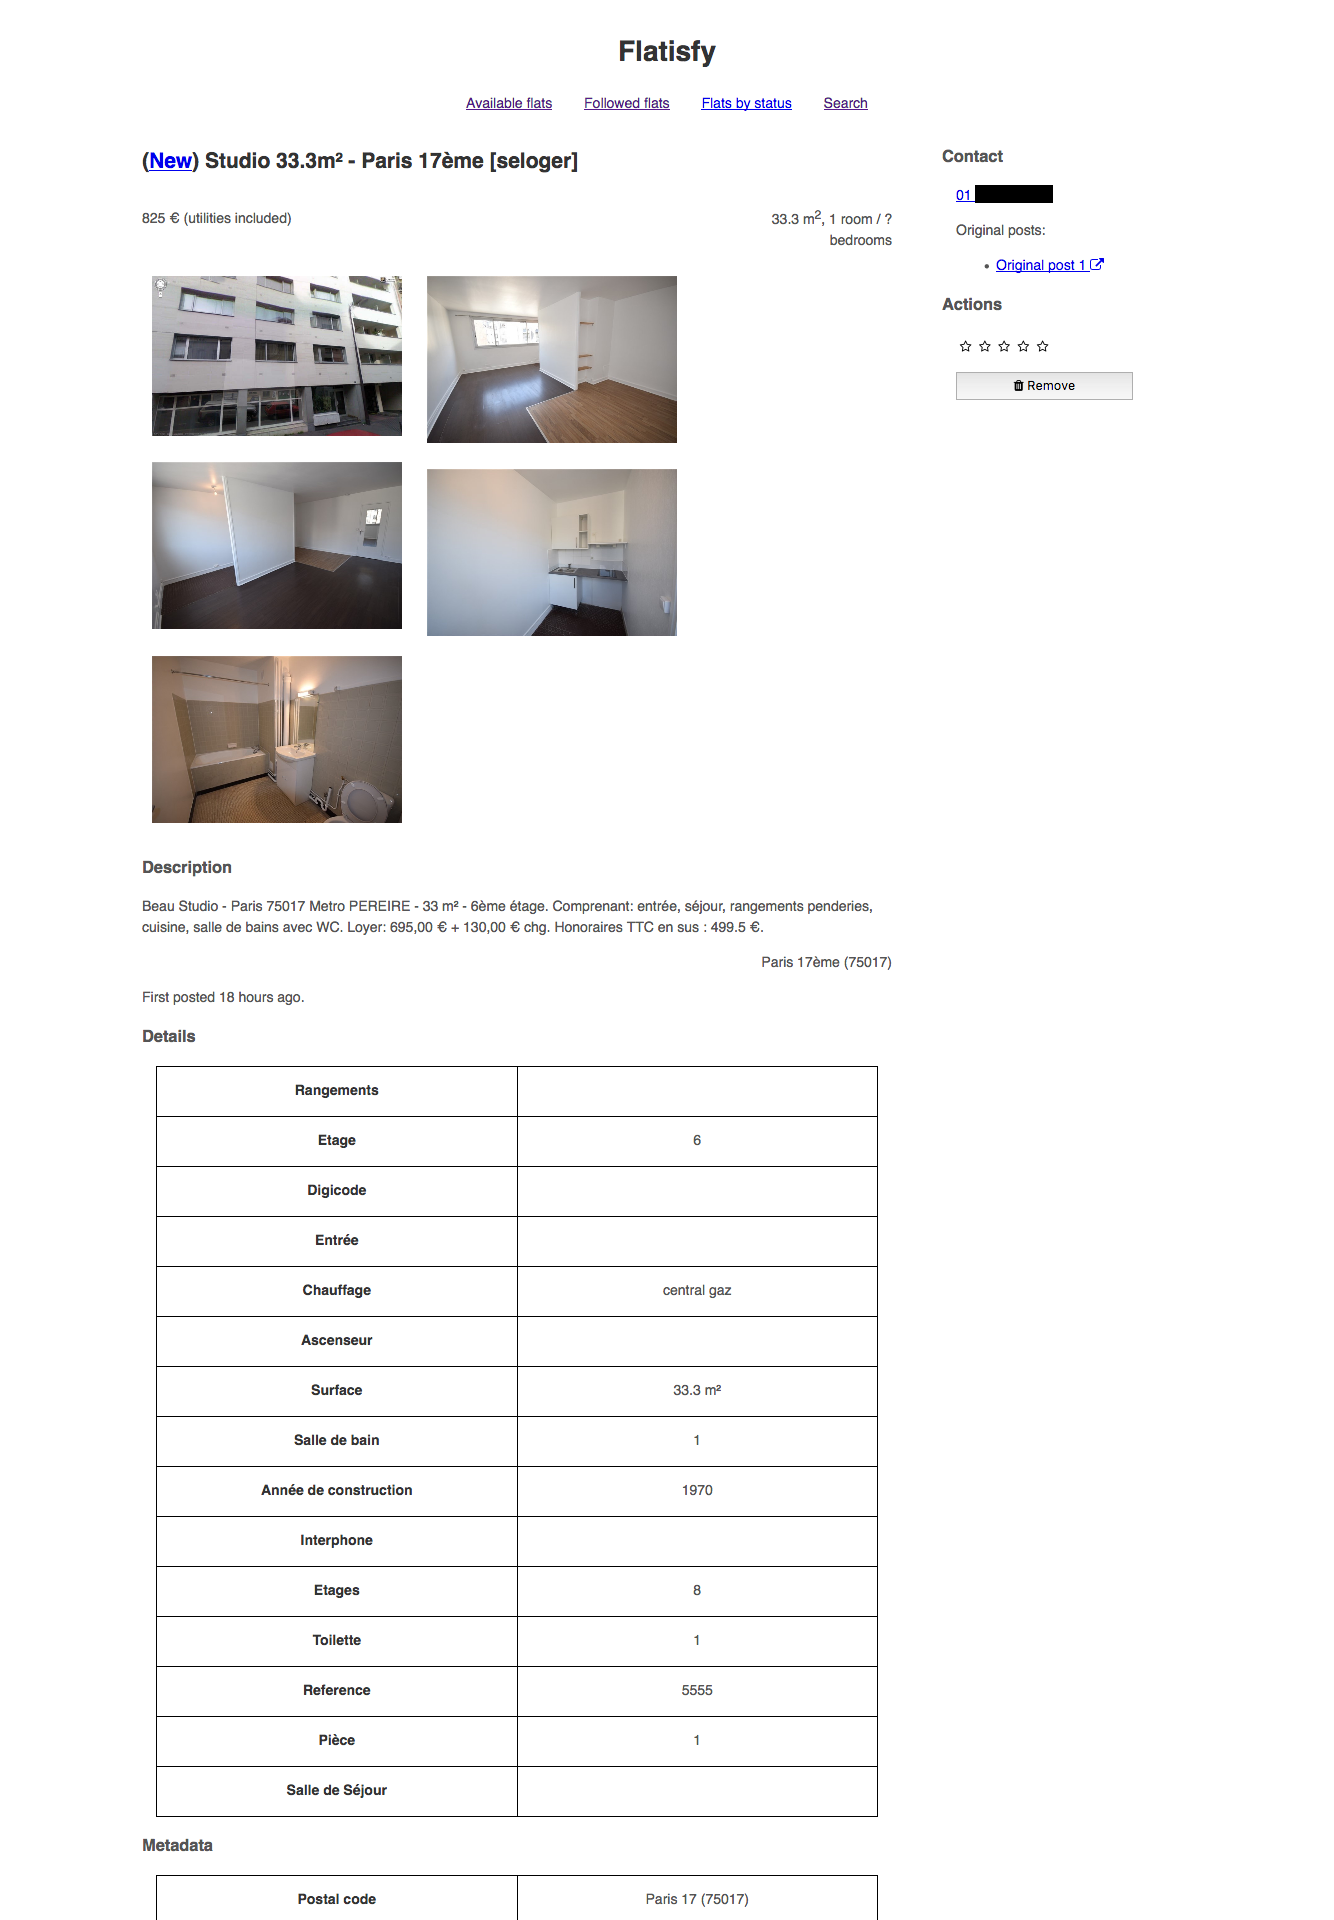 Flatisfy
Available flats Followed flats Flats by status Search
(New) Studio 33.3m² - Paris 17ème [seloger]
825 € (utilities included)
33.3 m², 1 room / ?
bedrooms
Description
Beau Studio - Paris 75017 Metro PEREIRE - 33 m² - 6ème étage. Comprenant: entrée, séjour, rangements penderies,
cuisine, salle de bains avec WC. Loyer: 695,00 € + 130,00 € chg. Honoraires TTC en sus : 499.5 €.
Paris 17ème (75017)
First posted 18 hours ago.
Details
Rangements
Etage 6
Digicode
Entrée
Chauffage central gaz
Ascenseur
Surface 33.3 m²
Salle de bain 1
Année de construction 1970
Interphone
Etages 8
Toilette 1
Reference 5555
Pièce 1
Salle de Séjour
Metadata
Postal code Paris 17 (75017)
Contact
01
Original posts:
• Original post 1
Actions
Remove